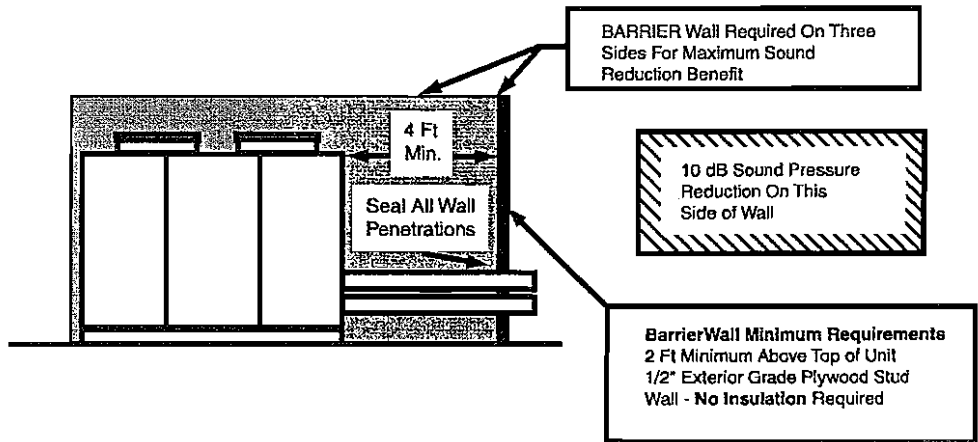 BARRIER Wall Required On Three
Sides For Maximum Sound
Reduction Benefit
4 Ft
Min.
10 dB Sound Pressure
Reduction On This
Side of Wall
Seal All Wall
Penetrations
BarrierWall Minimum Requirements
2 Ft Minimum Above Top of Unit
1/2" Exterior Grade Plywood Stud
Wall - No Insulation Required